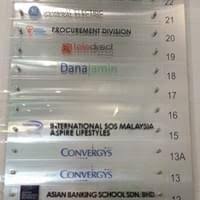 22
GENERAL ELECTRIC
21
PROCUREMENT DIVISION
20
teledirect
19
Danajamin
18
17
16
INTERNATIONAL SOS MALAYSIA
ASPIRE LIFESTYLES
15
CONVERGYS
13A
CONVERGYS
13
ASIAN BANKING SCHOOL SDN. BHD.
12